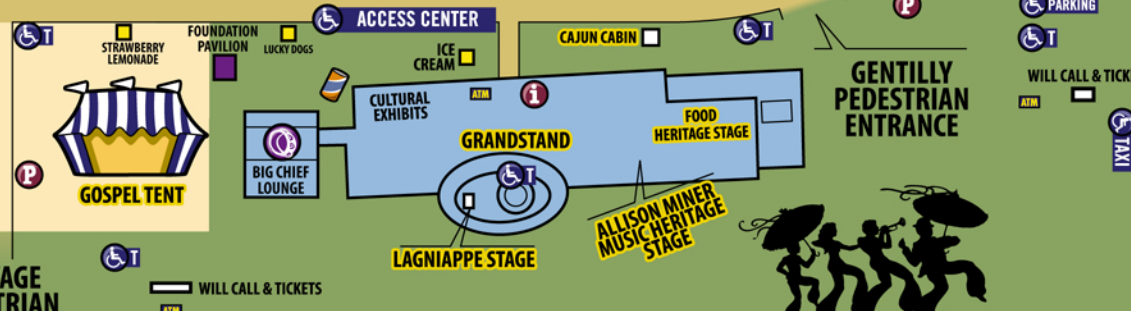 P
PARKING
ACCESS CENTER
T
STRAWBERRY
LEMONADE
FOUNDATION
PAVILION
LUCKY DOGS
ICE
CREAM
CAJUN CABIN
T
T
GENTILLY
PEDESTRIAN
ENTRANCE
WILL CALL & TICK
ATM
TAXI
CULTURAL
EXHIBITS
ATM
i
FOOD
HERITAGE STAGE
GRANDSTAND
BIG CHIEF
LOUNGE
T
P
GOSPEL TENT
LAGNIAPPE STAGE
ALLISON MINER
MUSIC HERITAGE
STAGE
T
WILL CALL & TICKETS
AGE
TRIAN
ATM